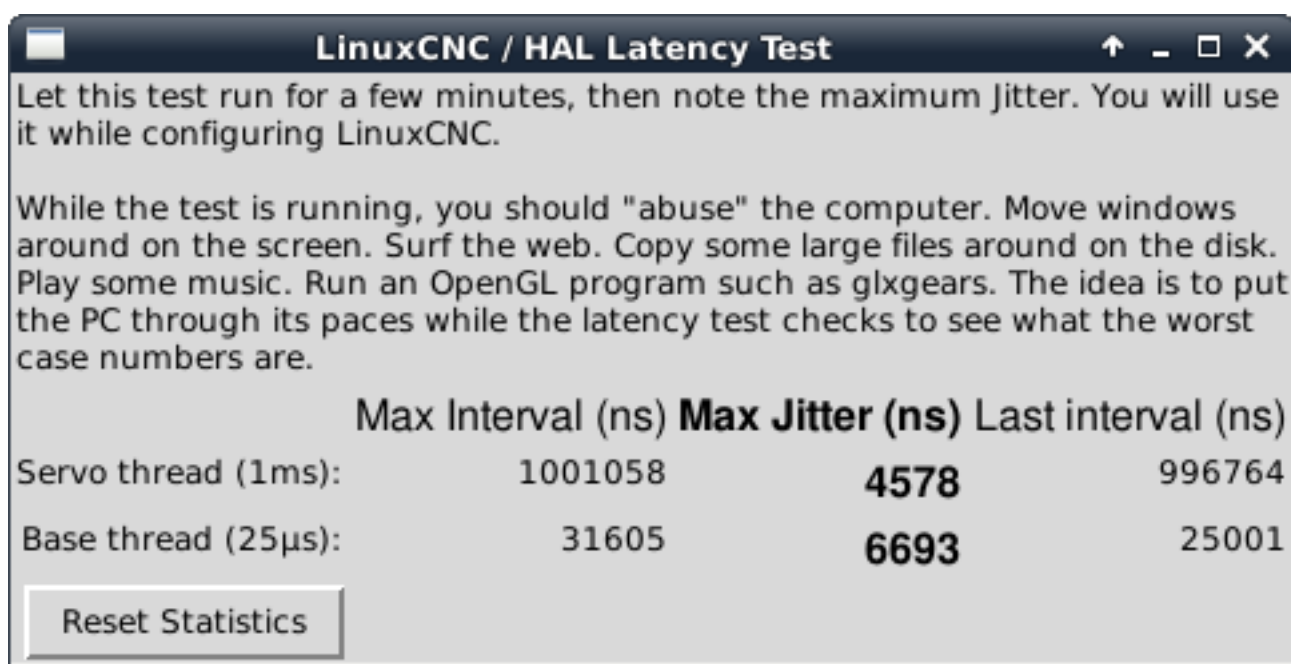 LinuxCNC / HAL Latency Test
Let this test run for a few minutes, then note the maximum Jitter. You will use
it while configuring LinuxCNC.
While the test is running, you should "abuse" the computer. Move windows
around on the screen. Surf the web. Copy some large files around on the disk.
Play some music. Run an OpenGL program such as glxgears. The idea is to put
the PC through its paces while the latency test checks to see what the worst
case numbers are.
Max Interval (ns) Max Jitter (ns) Last interval (ns)
Servo thread (1ms): 1001058 4578 996764
Base thread (25µs): 31605 6693 25001
Reset Statistics